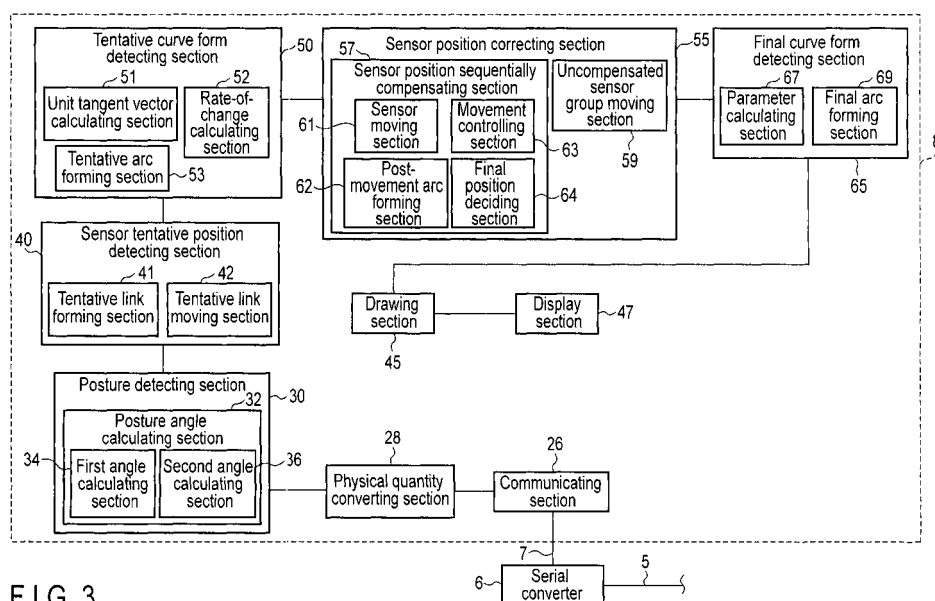 Tentative curve form
detecting section
50
51
52
Unit tangent vector
calculating section
Rate-of-
change
calculating
section
Tentative arc
forming section
53
Sensor position correcting section
55
57
Sensor position sequentially
compensating section
Sensor
moving
section
61
Movement
controlling
section
63
62
Post-
movement arc
forming section
Final
position
deciding
section
64
Uncompensated
sensor
group moving
section
59
Final curve form
detecting section
67
69
Parameter
calculating
section
Final arc
forming
section
65
8
40
Sensor tentative position
detecting section
41
42
Tentative link
forming section
Tentative link
moving section
Drawing
section
45
Display
section
47
Posture detecting section
30
32
Posture angle
calculating section
34
First angle
calculating
section
Second angle
calculating
section
36
28
Physical quantity
converting section
26
Communicating
section
7
6
Serial
converter
5
FIG. 3